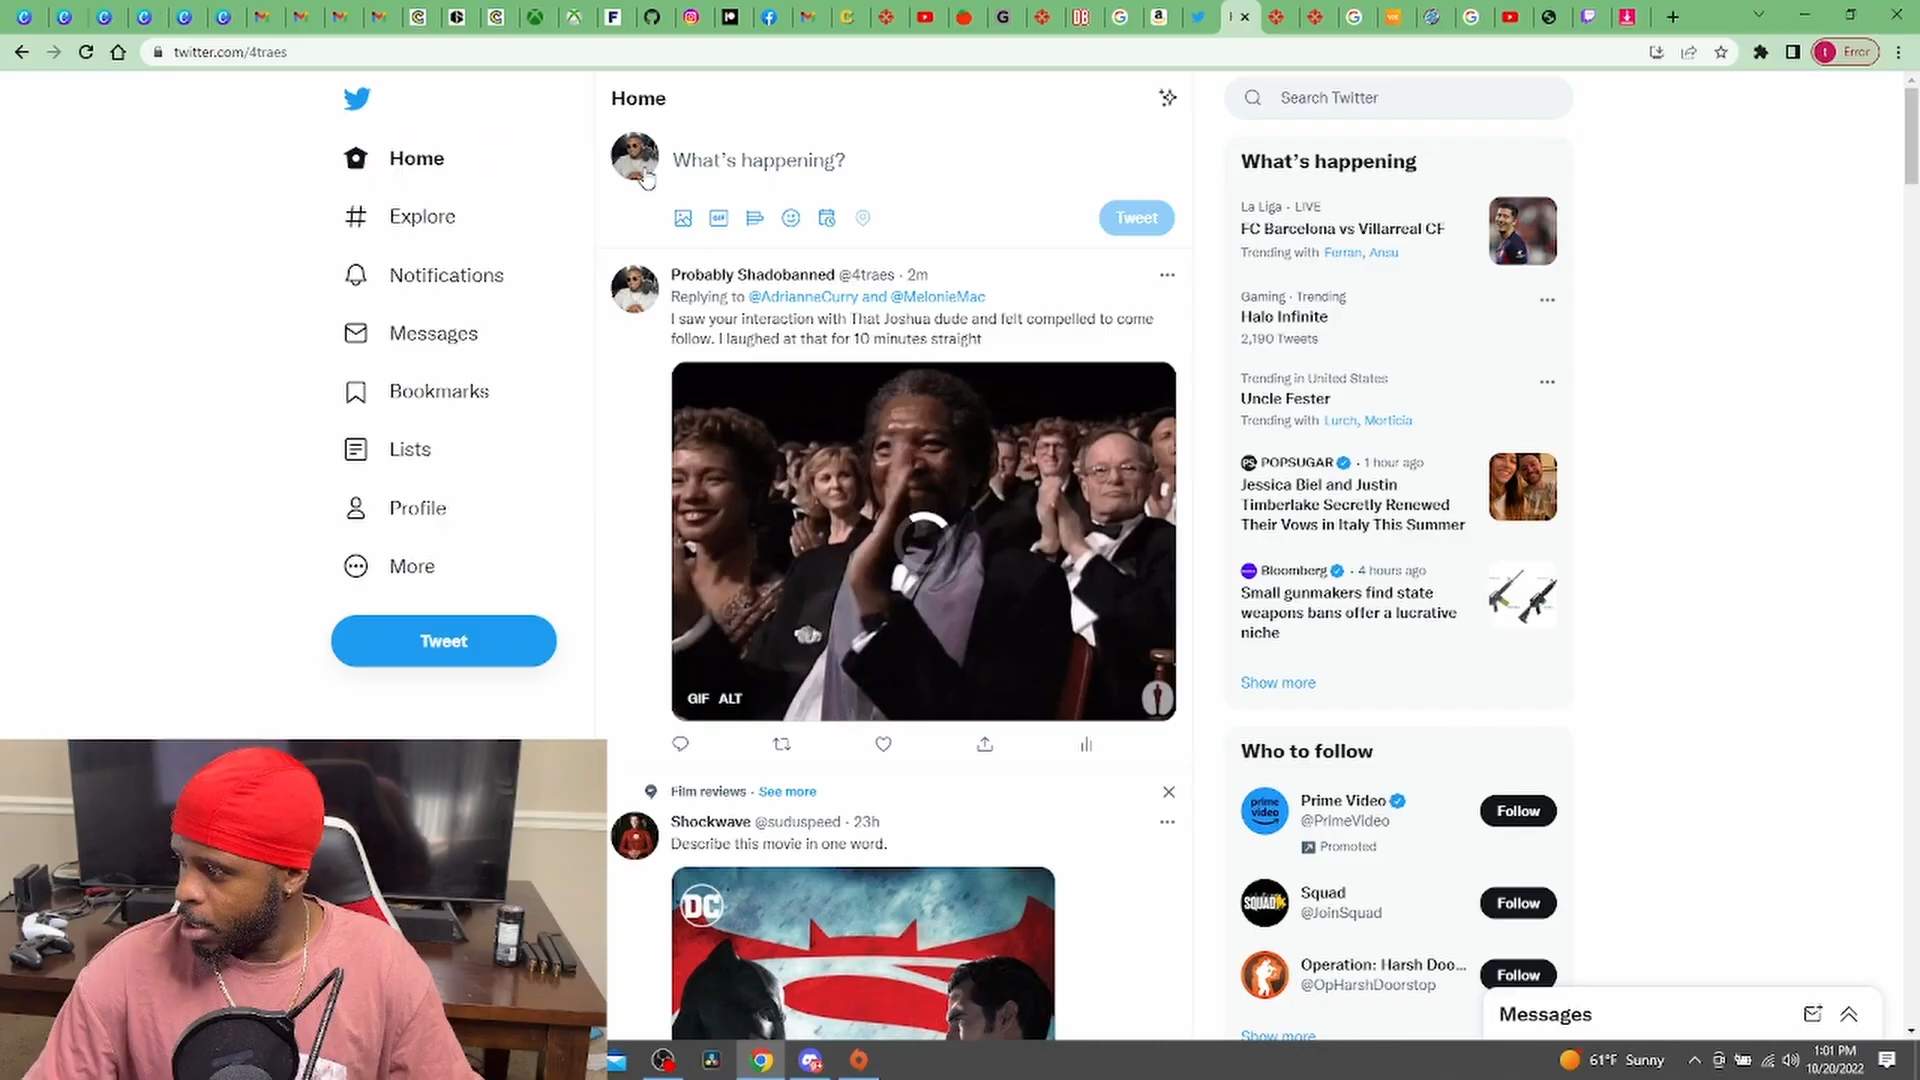 Error
twitter.com/4traes
Home
Explore
Notifications
Messages
Bookmarks
Lists
Profile
More
Tweet
Home
What's happening?
GIF
Tweet
Probably Shadobanned @4traes · 2m
Replying to @AdrianneCurry and @MelonieMac
I saw your interaction with That Joshua dude and felt compelled to come
follow. I laughed at that for 10 minutes straight
GIF ALT
Film reviews · See more
Shockwave @suduspeed · 23h
Describe this movie in one word.
DC
Search Twitter
What's happening
La Liga · LIVE
FC Barcelona vs Villarreal CF
Trending with Ferran, Ansu
Gaming · Trending
Halo Infinite
2,190 Tweets
Trending in United States
Uncle Fester
Trending with Lurch, Morticia
PS POPSUGAR · 1 hour ago
Jessica Biel and Justin
Timberlake Secretly Renewed
Their Vows in Italy This Summer
Bloomberg · 4 hours ago
Small gunmakers find state
weapons bans offer a lucrative
niche
Show more
Who to follow
prime
video
Prime Video
@PrimeVideo
Promoted
Follow
SQUAD
Squad
@JoinSquad
Follow
Operation: Harsh Doo...
@OpHarshDoorstop
Follow
Show more
Messages
61°F Sunny
1:01 PM
10/20/2022